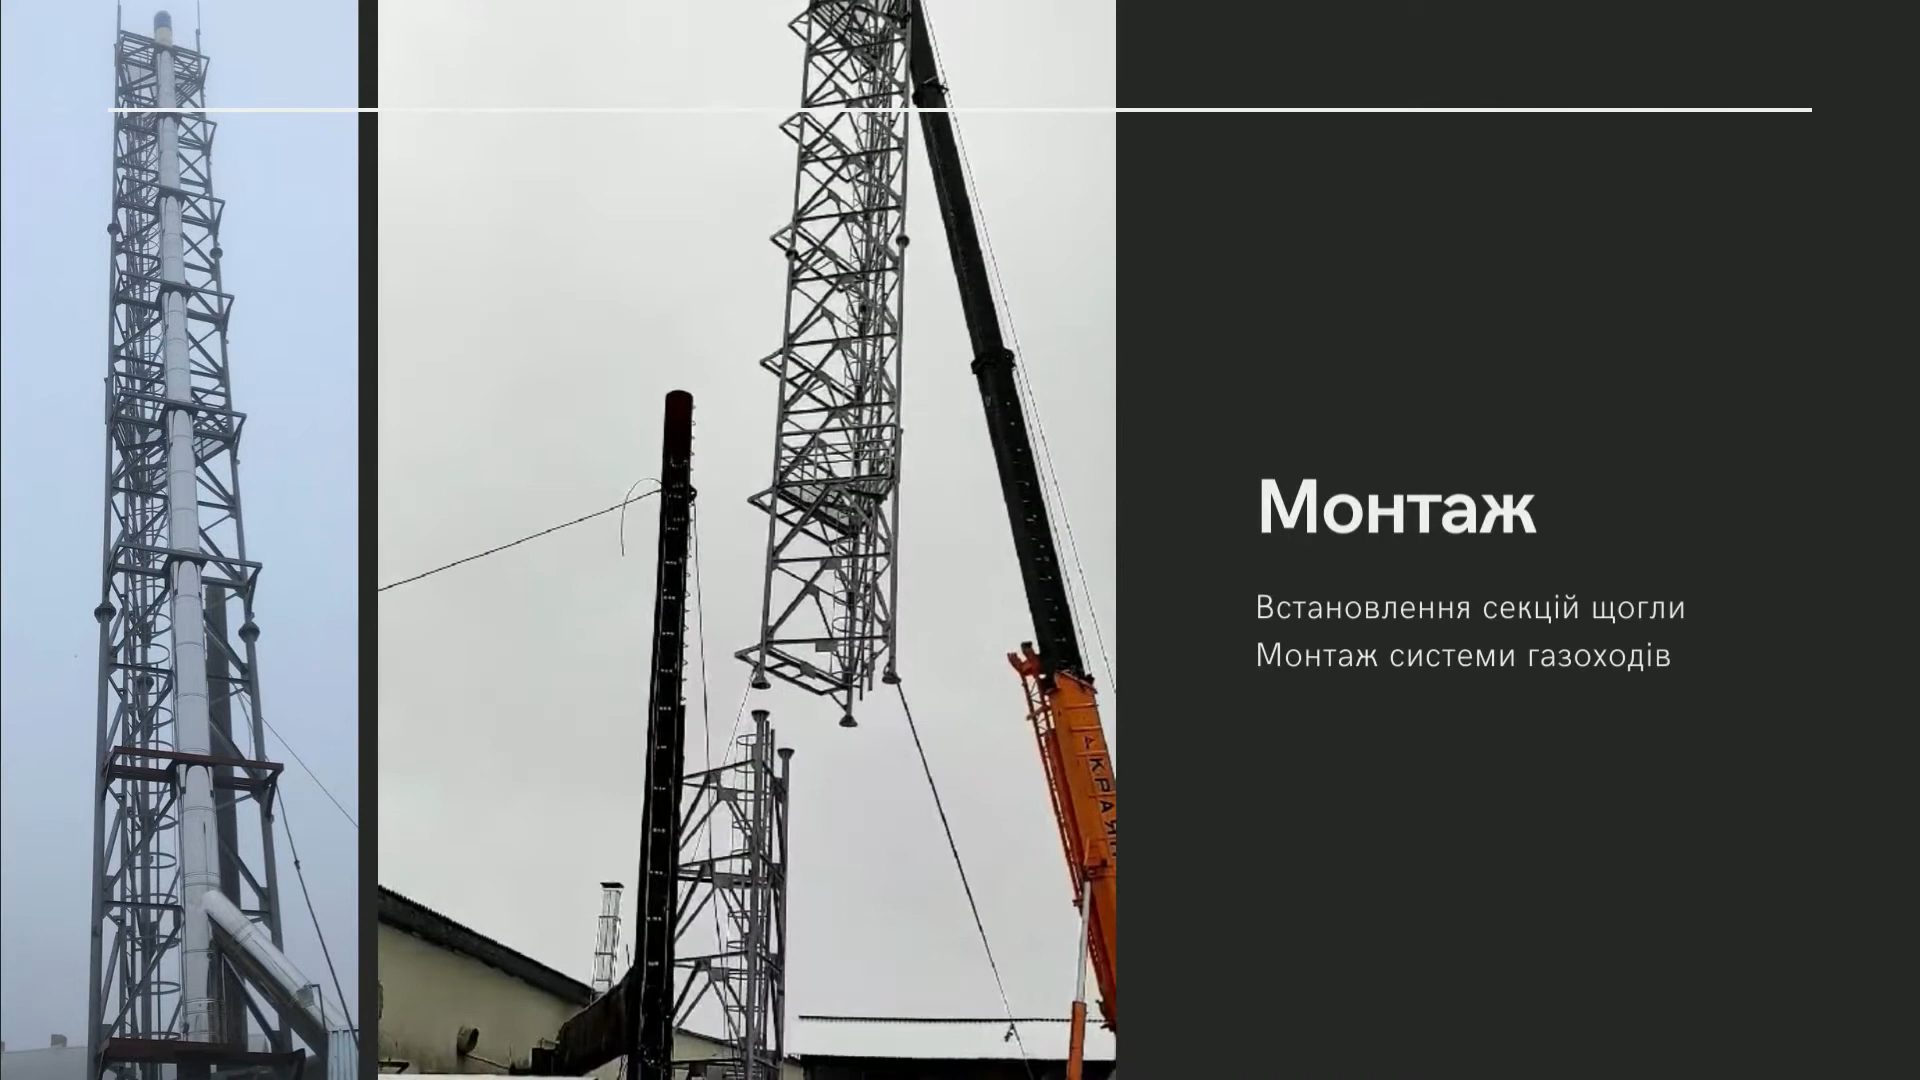 Монтаж
Встановлення секцій щогли
Монтаж системи газоходів